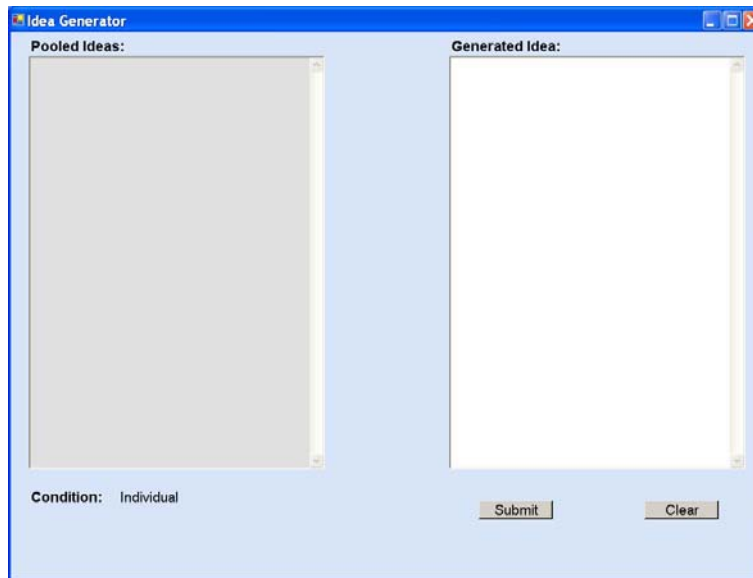 Idea Generator
Pooled Ideas: Generated Idea:
Condition: Individual
Submit Clear